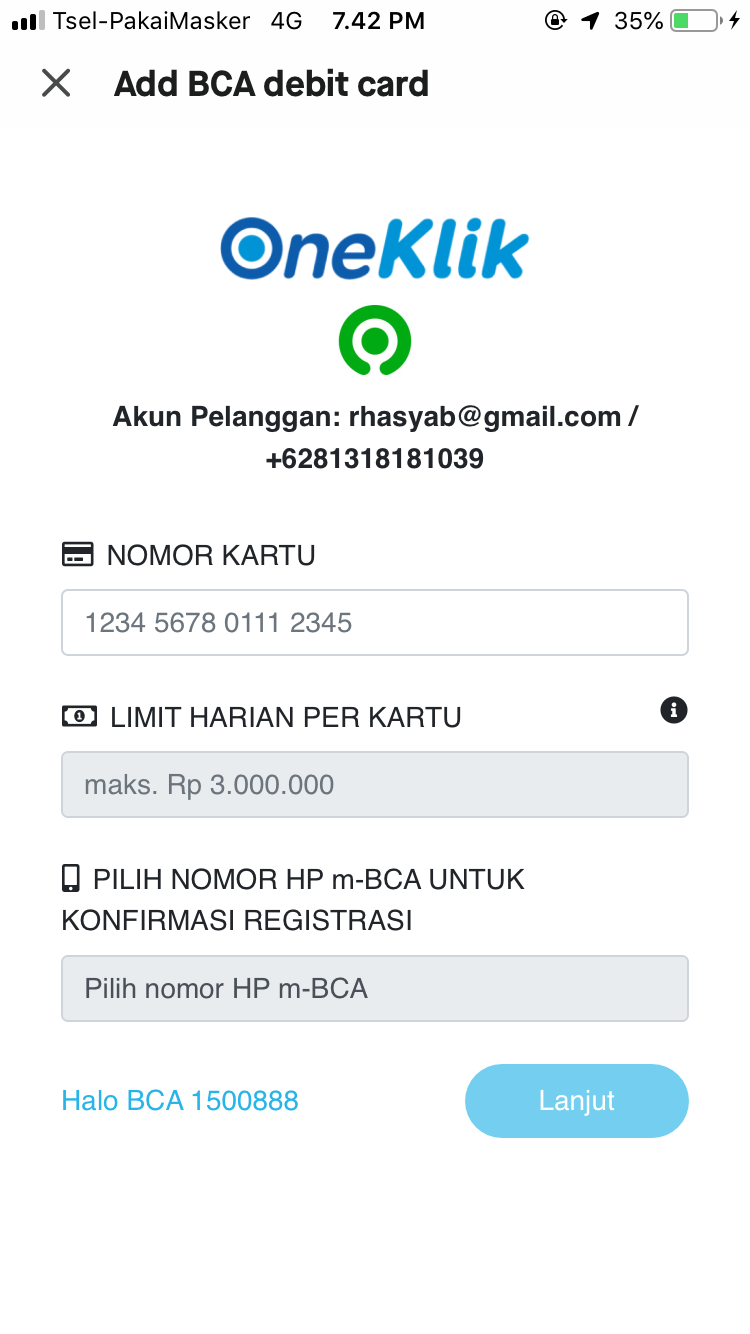 Tsel-PakaiMasker 4G 7.42 PM 35%
Add BCA debit card
OneKlik
Akun Pelanggan: rhasyab@gmail.com /
+6281318181039
NOMOR KARTU
1234 5678 0111 2345
LIMIT HARIAN PER KARTU
maks. Rp 3.000.000
PILIH NOMOR HP m-BCA UNTUK
KONFIRMASI REGISTRASI
Pilih nomor HP m-BCA
Halo BCA 1500888 Lanjut